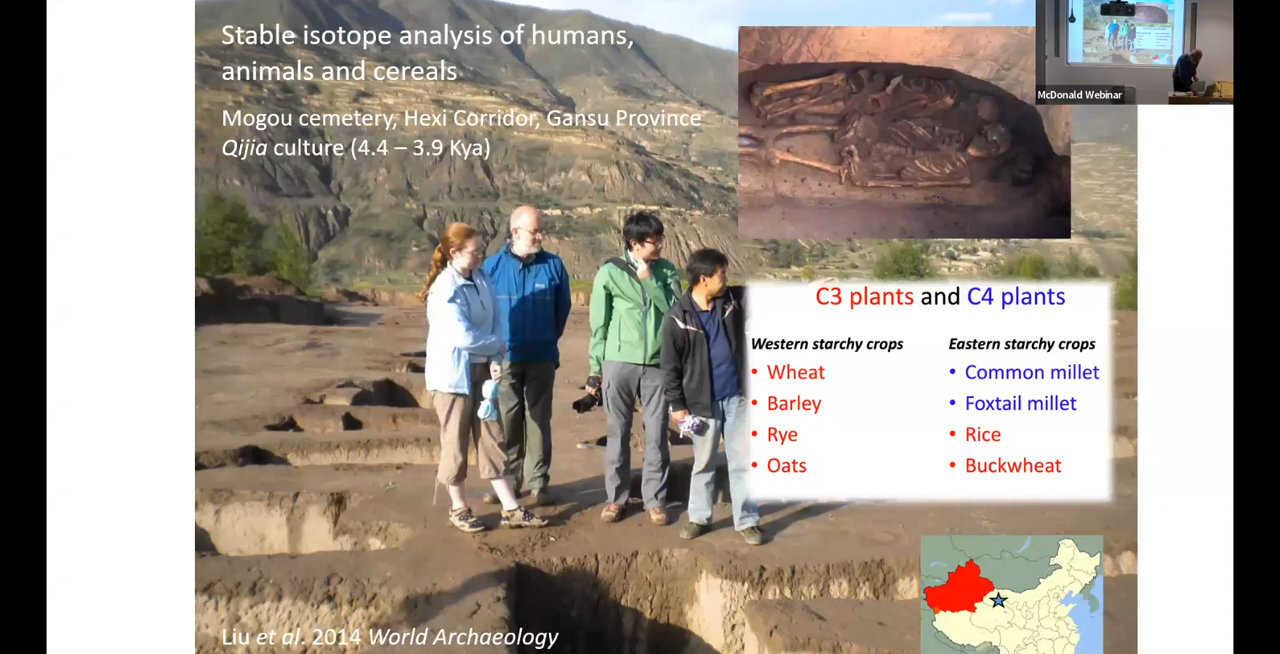 Stable isotope analysis of humans,
animals and cereals
Mogou cemetery, Hexi Corridor, Gansu Province
Qijia culture (4.4 – 3.9 Kya)
McDonald Webinar
C3 plants and C4 plants
Western starchy crops
• Wheat
• Barley
• Rye
• Oats
Eastern starchy crops
• Common millet
• Foxtail millet
• Rice
• Buckwheat
Liu et al. 2014 World Archaeology